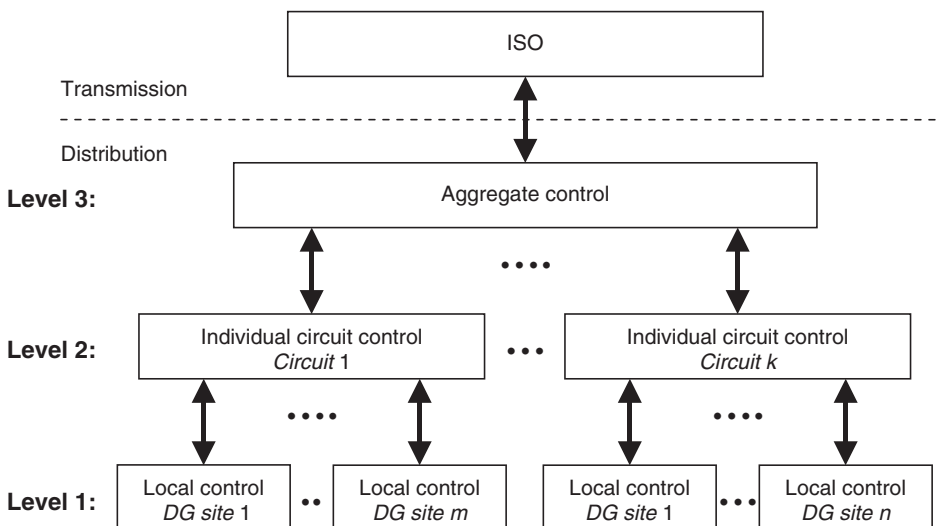 ISO
Transmission
Distribution
Level 3:
Aggregate control
Level 2:
Individual circuit control
Circuit 1
Individual circuit control
Circuit k
Level 1:
Local control
DG site 1
Local control
DG site m
Local control
DG site 1
Local control
DG site n